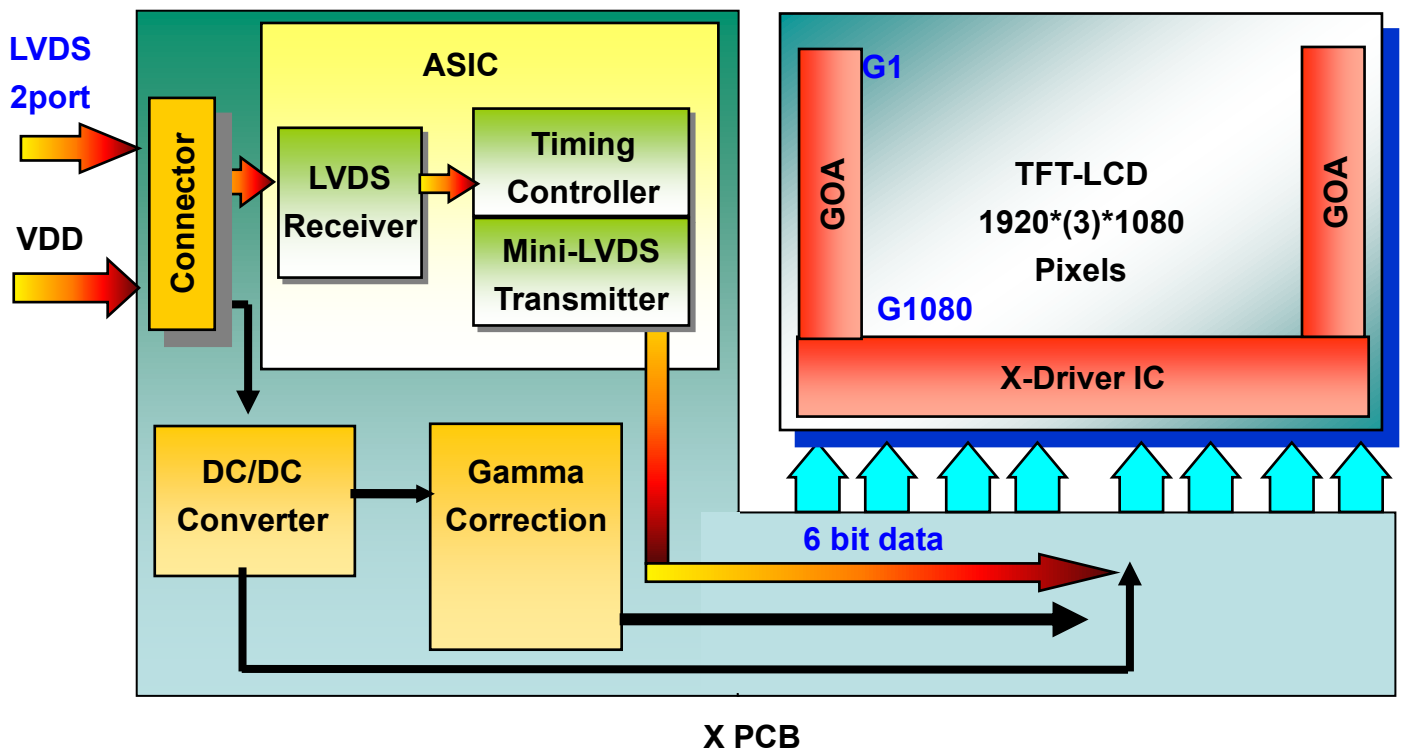 LVDS
2port
VDD
Connector
ASIC
LVDS
Receiver
Timing
Controller
Mini-LVDS
Transmitter
DC/DC
Converter
Gamma
Correction
G1
GOA
TFT-LCD
1920*(3)*1080
Pixels
GOA
G1080
X-Driver IC
6 bit data
X PCB